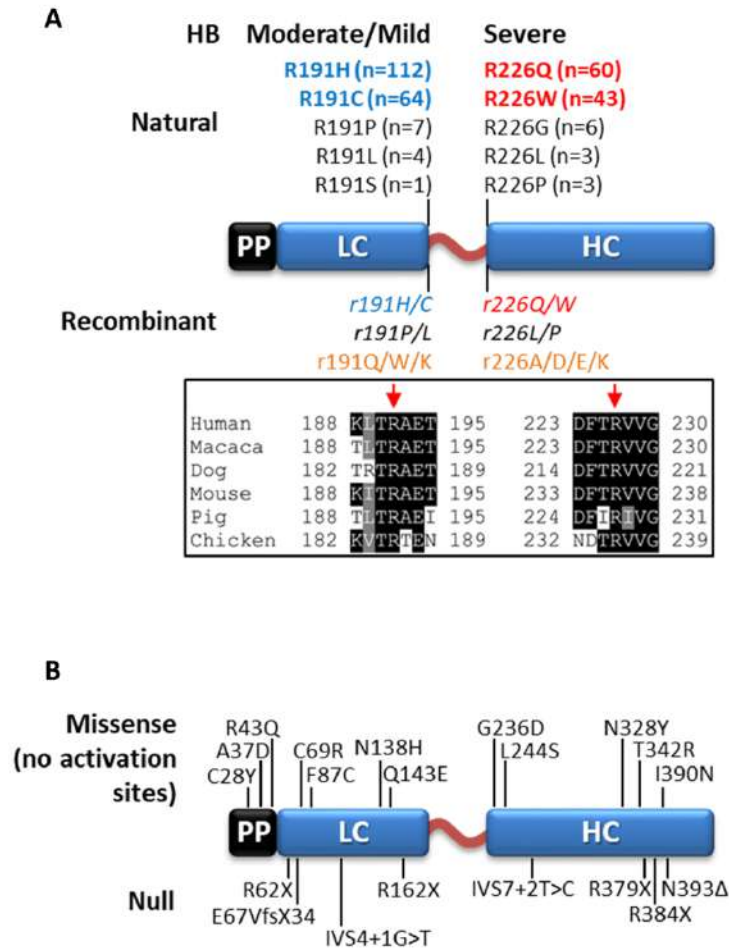 A
HB Moderate/Mild Severe
R191H (n=112) R226Q (n=60)
R191C (n=64) R226W (n=43)
Natural R191P (n=7) R226G (n=6)
R191L (n=4) R226L (n=3)
R191S (n=1) R226P (n=3)
PP LC HC
r191H/C r226Q/W
Recombinant r191P/L r226L/P
r191Q/W/K r226A/D/E/K
Human 188 KLTRAET 195 223 DFTRVVG 230
Macaca 188 TLTRAET 195 223 DFTRVVG 230
Dog 182 TRTRAET 189 214 DFTRVVG 221
Mouse 188 KITRAET 195 233 DFTRVVG 238
Pig 188 TLTRAEI 195 224 DFIRIVG 231
Chicken 182 KVTRTEN 189 232 NDTRVVG 239
B
Missense (no activation sites)
R43Q G236D N328Y
A37D C69R N138H L244S T342R
C28Y F87C Q143E I390N
PP LC HC
Null R62X R162X IVS7+2T>C R379X N393Δ
E67VfsX34 R384X
IVS4+1G>T